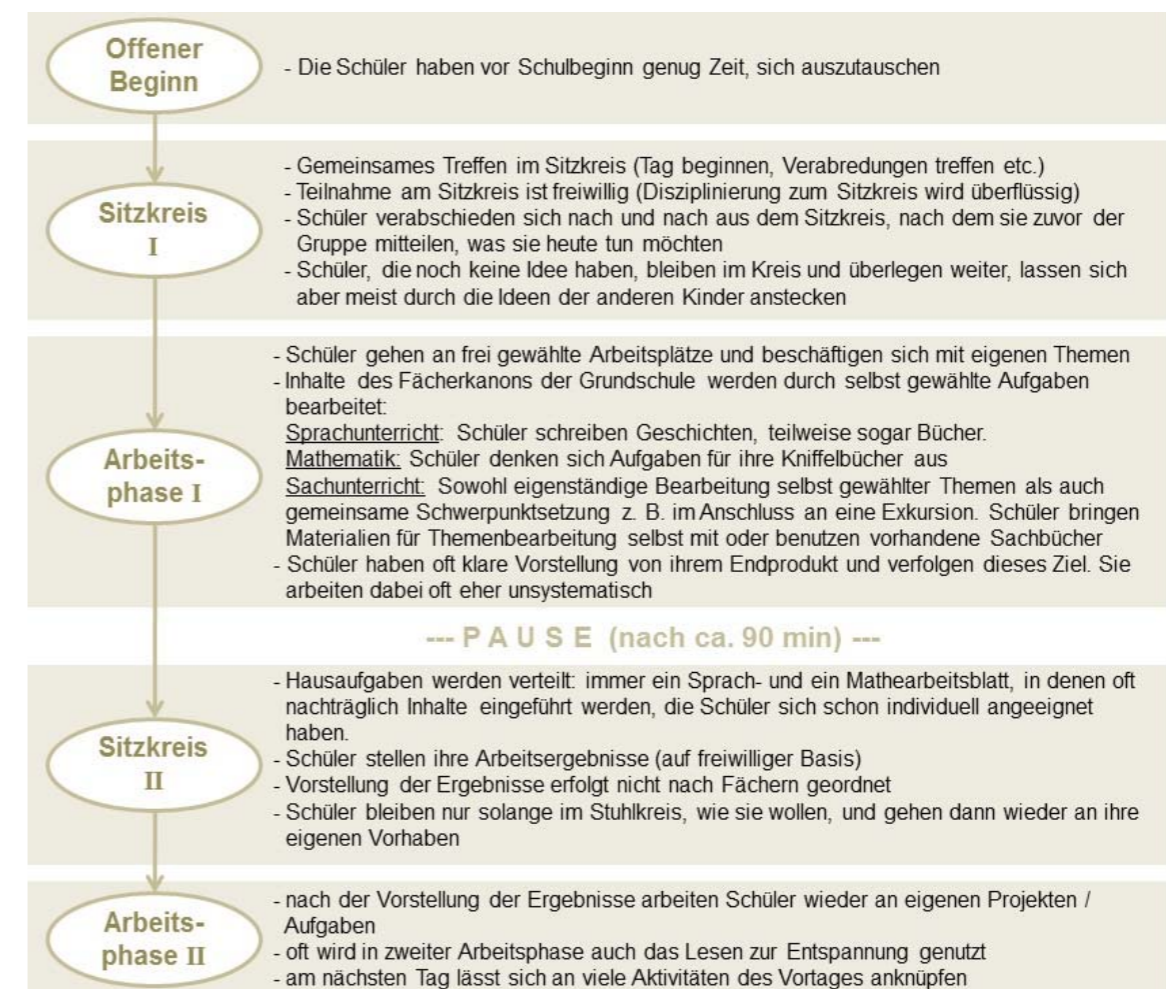 Offener
Beginn
- Die Schüler haben vor Schulbeginn genug Zeit, sich auszutauschen
Sitzkreis
I
- Gemeinsames Treffen im Sitzkreis (Tag beginnen, Verabredungen treffen etc.)
- Teilnahme am Sitzkreis ist freiwillig (Disziplinierung zum Sitzkreis wird überflüssig)
- Schüler verabschieden sich nach und nach aus dem Sitzkreis, nach dem sie zuvor der
Gruppe mitteilen, was sie heute tun möchten
- Schüler, die noch keine Idee haben, bleiben im Kreis und überlegen weiter, lassen sich
aber meist durch die Ideen der anderen Kinder anstecken
Arbeits-
phase I
- Schüler gehen an frei gewählte Arbeitsplätze und beschäftigen sich mit eigenen Themen
- Inhalte des Fächerkanons der Grundschule werden durch selbst gewählte Aufgaben
bearbeitet:
Sprachunterricht: Schüler schreiben Geschichten, teilweise sogar Bücher.
Mathematik: Schüler denken sich Aufgaben für ihre Kniffelbücher aus
Sachunterricht: Sowohl eigenständige Bearbeitung selbst gewählter Themen als auch
gemeinsame Schwerpunktsetzung z. B. im Anschluss an eine Exkursion. Schüler bringen
Materialien für Themenbearbeitung selbst mit oder benutzen vorhandene Sachbücher
- Schüler haben oft klare Vorstellung von ihrem Endprodukt und verfolgen dieses Ziel. Sie
arbeiten dabei oft eher unsystematisch
--- P A U S E (nach ca. 90 min) ---
Sitzkreis
II
- Hausaufgaben werden verteilt: immer ein Sprach- und ein Mathearbeitsblatt, in denen oft
nachträglich Inhalte eingeführt werden, die Schüler sich schon individuell angeeignet
haben.
- Schüler stellen ihre Arbeitsergebnisse (auf freiwilliger Basis)
- Vorstellung der Ergebnisse erfolgt nicht nach Fächern geordnet
- Schüler bleiben nur solange im Stuhlkreis, wie sie wollen, und gehen dann wieder an ihre
eigenen Vorhaben
Arbeits-
phase II
- nach der Vorstellung der Ergebnisse arbeiten Schüler wieder an eigenen Projekten /
Aufgaben
- oft wird in zweiter Arbeitsphase auch das Lesen zur Entspannung genutzt
- am nächsten Tag lässt sich an viele Aktivitäten des Vortages anknüpfen